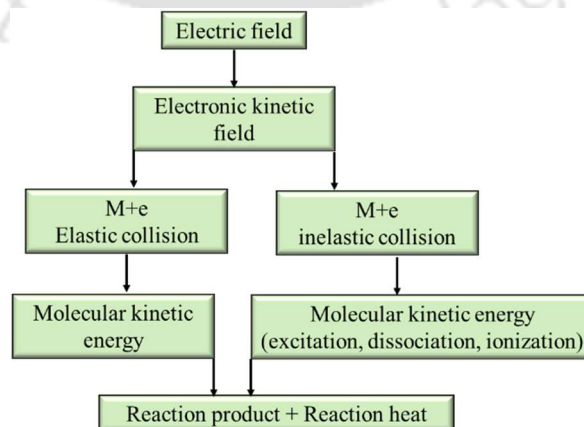 Electric field
Electronic kinetic
field
M+e
Elastic collision
M+e
inelastic collision
Molecular kinetic
energy
Molecular kinetic energy
(excitation, dissociation, ionization)
Reaction product + Reaction heat